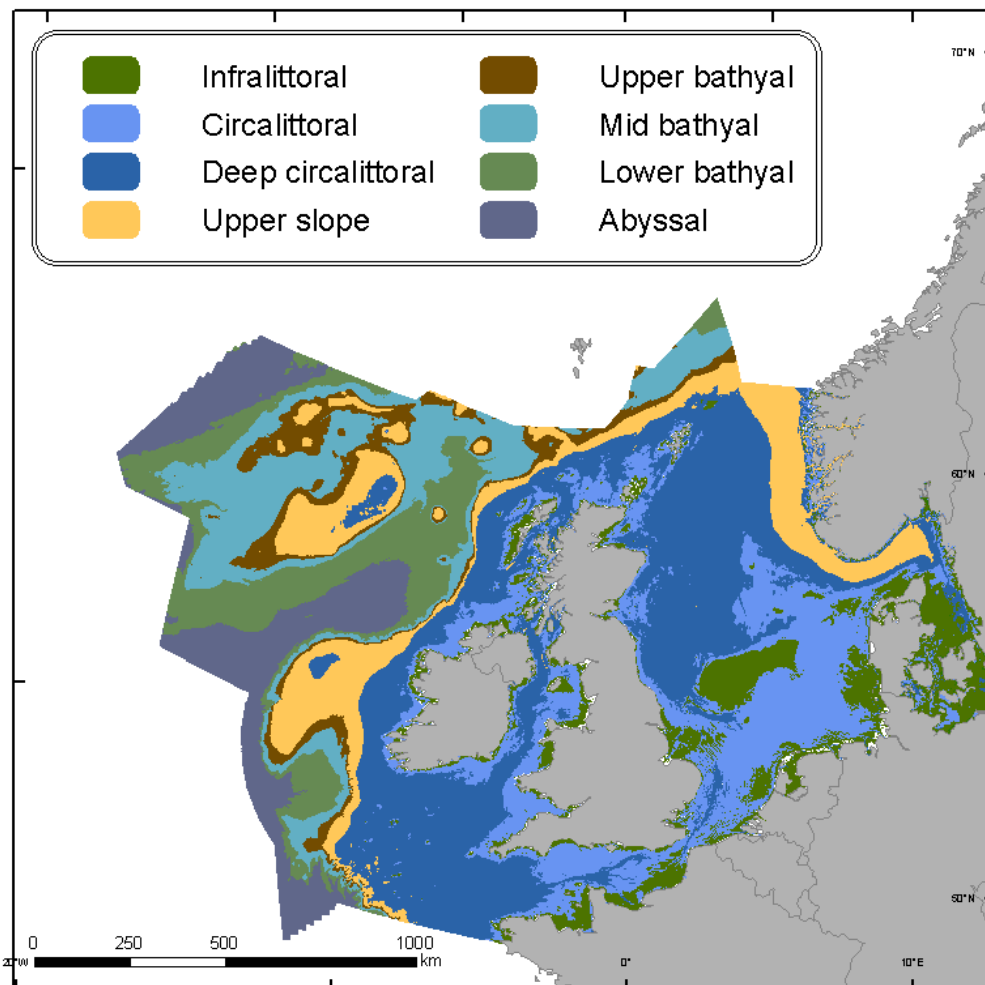 70°N
Infralittoral
Upper bathyal
Circalittoral
Mid bathyal
Deep circalittoral
Lower bathyal
Upper slope
Abyssal
60°N
50°N
0 250 500 1000
km
20°W
0°
10°E